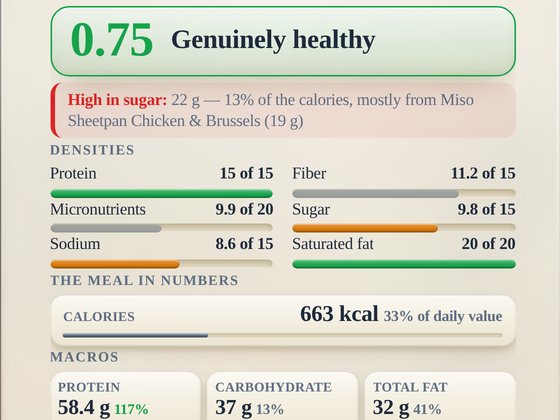 0.75 Genuinely healthy
High in sugar: 22 g — 13% of the calories, mostly from Miso
Sheetpan Chicken & Brussels (19 g)
DENSITIES
Protein 15 of 15 Fiber 11.2 of 15
Micronutrients 9.9 of 20 Sugar 9.8 of 15
Sodium 8.6 of 15 Saturated fat 20 of 20
THE MEAL IN NUMBERS
CALORIES 663 kcal 33% of daily value
MACROS
PROTEIN CARBOHYDRATE TOTAL FAT
58.4 g 117% 37 g 13% 32 g 41%